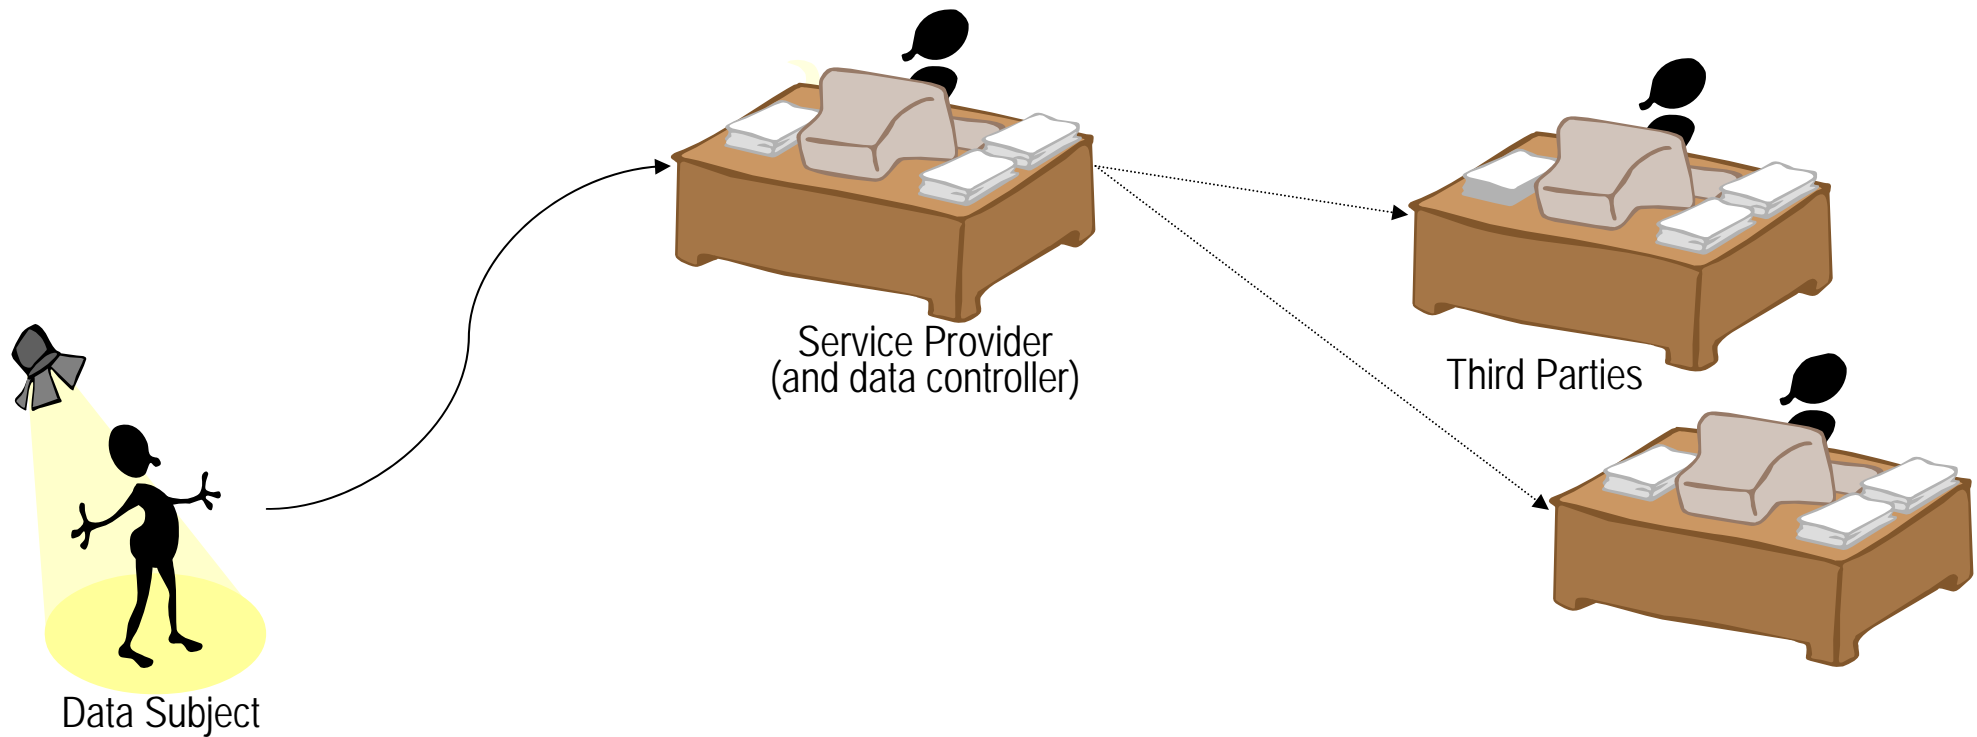 Service Provider
(and data controller)
Third Parties
Data Subject